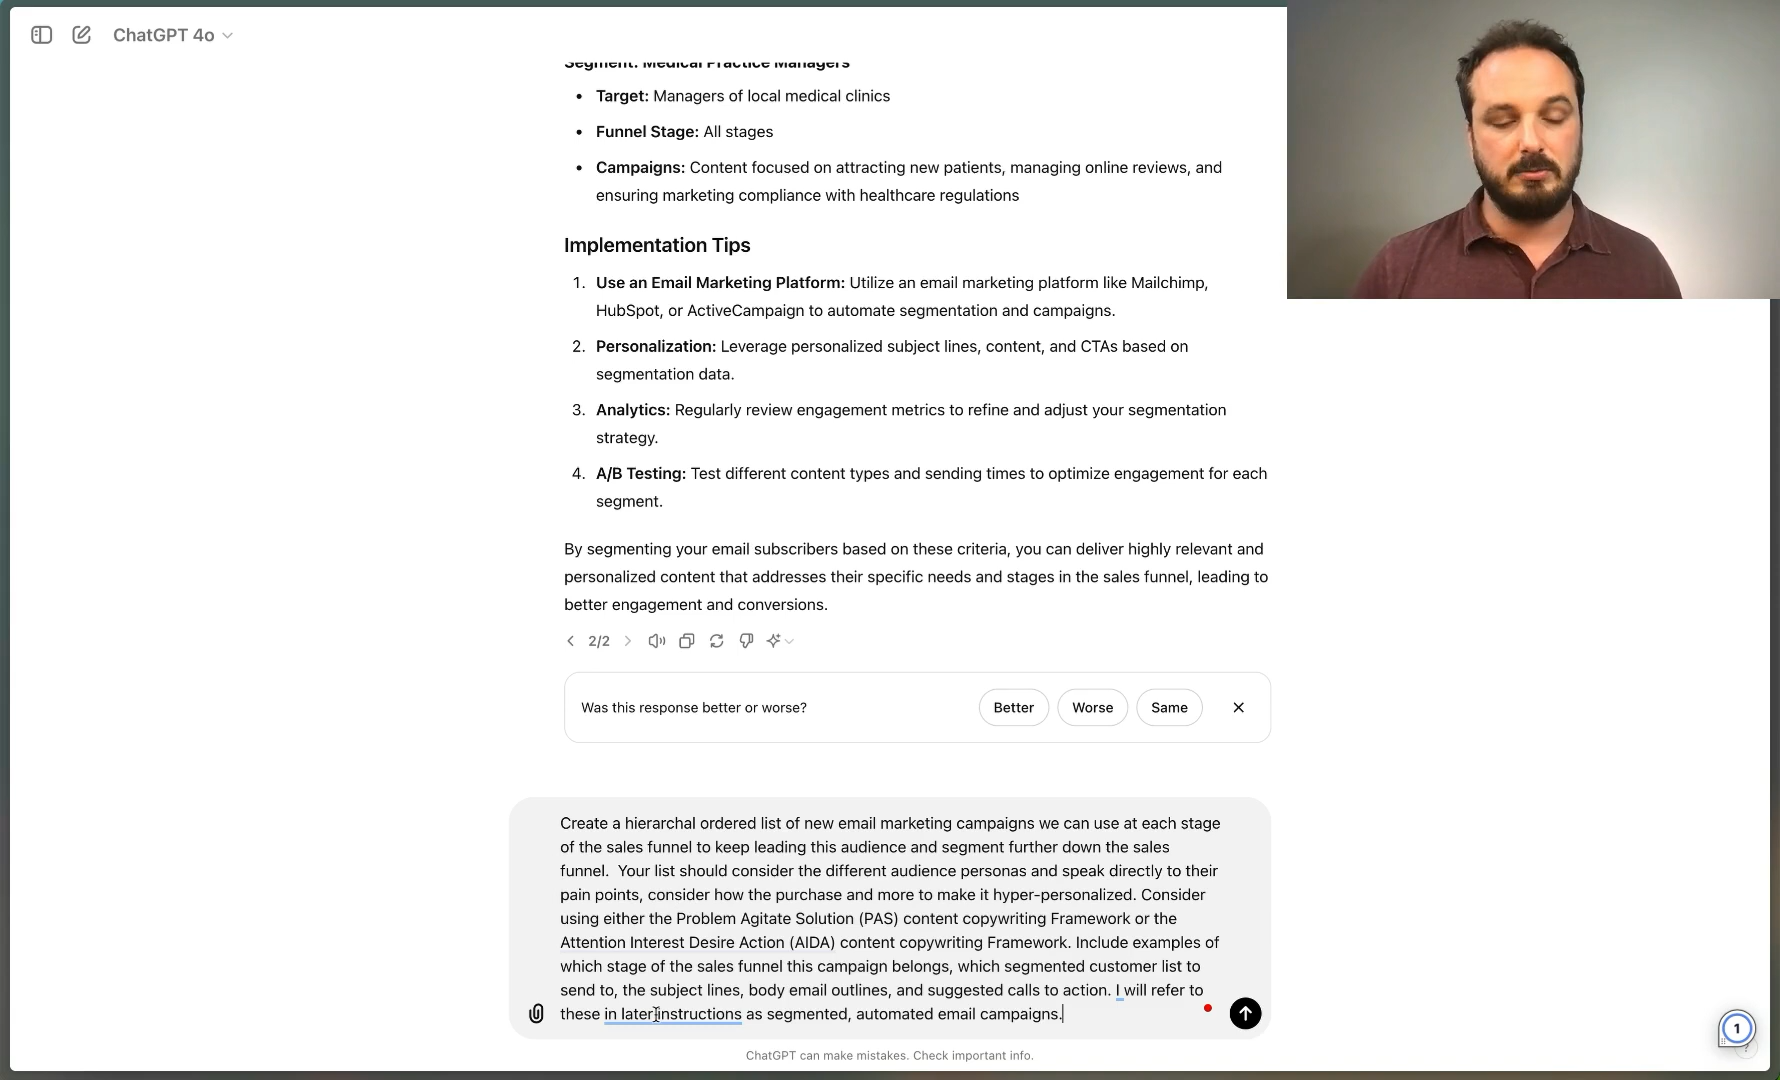 ChatGPT 4o
Segment: Medical Practice Managers
• Target: Managers of local medical clinics
• Funnel Stage: All stages
• Campaigns: Content focused on attracting new patients, managing online reviews, and
ensuring marketing compliance with healthcare regulations
Implementation Tips
1. Use an Email Marketing Platform: Utilize an email marketing platform like Mailchimp,
HubSpot, or ActiveCampaign to automate segmentation and campaigns.
2. Personalization: Leverage personalized subject lines, content, and CTAs based on
segmentation data.
3. Analytics: Regularly review engagement metrics to refine and adjust your segmentation
strategy.
4. A/B Testing: Test different content types and sending times to optimize engagement for each
segment.
By segmenting your email subscribers based on these criteria, you can deliver highly relevant and
personalized content that addresses their specific needs and stages in the sales funnel, leading to
better engagement and conversions.
2/2
Was this response better or worse? Better Worse Same
Create a hierarchal ordered list of new email marketing campaigns we can use at each stage
of the sales funnel to keep leading this audience and segment further down the sales
funnel.  Your list should consider the different audience personas and speak directly to their
pain points, consider how the purchase and more to make it hyper-personalized. Consider
using either the Problem Agitate Solution (PAS) content copywriting Framework or the
Attention Interest Desire Action (AIDA) content copywriting Framework. Include examples of
which stage of the sales funnel this campaign belongs, which segmented customer list to
send to, the subject lines, body email outlines, and suggested calls to action. I will refer to
these in later instructions as segmented, automated email campaigns.
1
?
ChatGPT can make mistakes. Check important info.